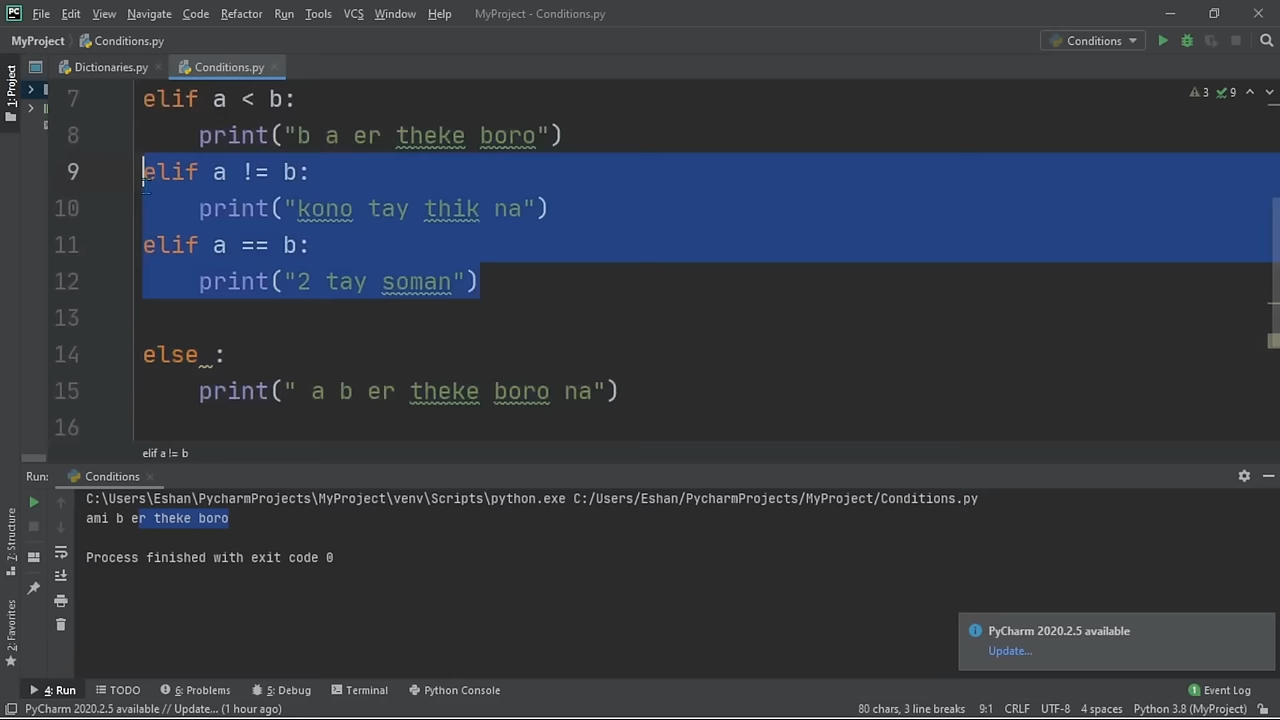 File Edit View Navigate Code Refactor Run Tools VCS Window Help MyProject - Conditions.py
MyProject Conditions.py Conditions
1: Project Dictionaries.py Conditions.py
7 elif a < b: 3 9
8 print("b a er theke boro")
9 elif a != b:
10 print("kono tay thik na")
11 elif a == b:
12 print("2 tay soman")
13
14 else :
15 print(" a b er theke boro na")
16
elif a != b
Run: Conditions
C:\Users\Eshan\PycharmProjects\MyProject\venv\Scripts\python.exe C:/Users/Eshan/PycharmProjects/MyProject/Conditions.py
ami b er theke boro
Process finished with exit code 0
7: Structure
2: Favorites
PyCharm 2020.2.5 available
Update...
4: Run TODO 6: Problems 5: Debug Terminal Python Console 1 Event Log
PyCharm 2020.2.5 available // Update... (1 hour ago) 80 chars, 3 line breaks 9:1 CRLF UTF-8 4 spaces Python 3.8 (MyProject)